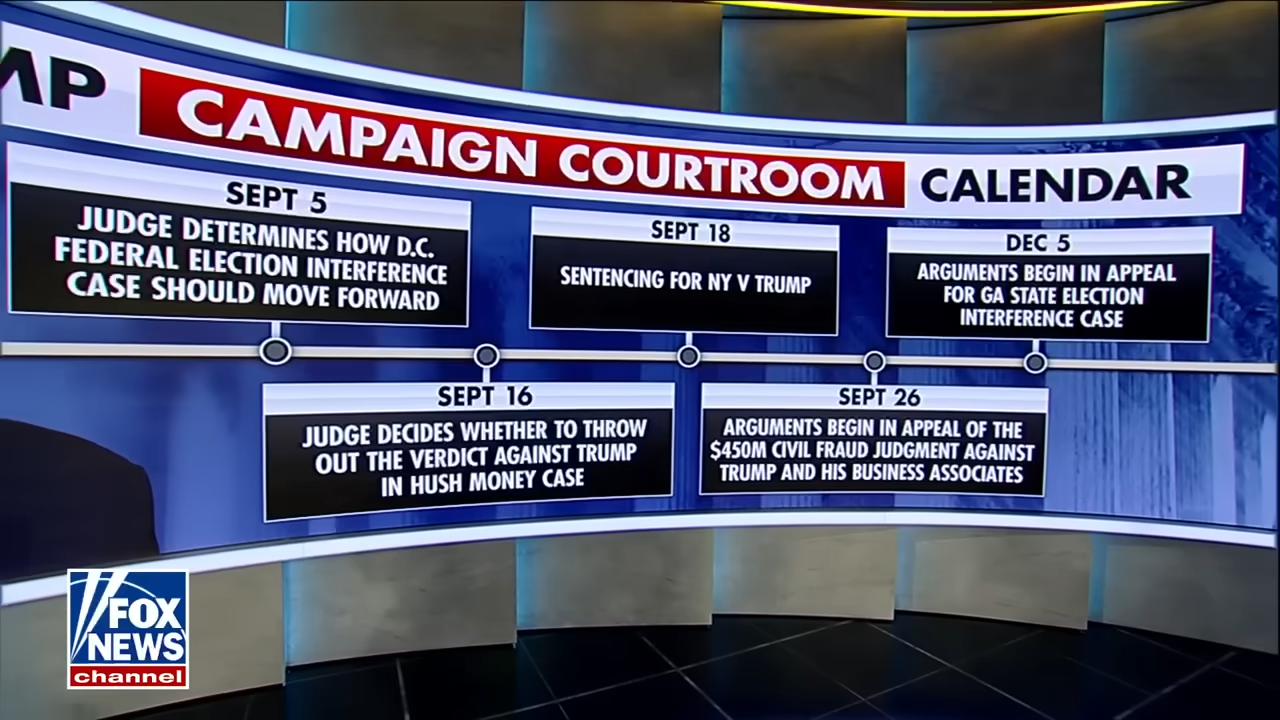 CAMPAIGN COURTROOM CALENDAR
SEPT 5
JUDGE DETERMINES HOW D.C.
FEDERAL ELECTION INTERFERENCE
CASE SHOULD MOVE FORWARD
SEPT 16
JUDGE DECIDES WHETHER TO THROW
OUT THE VERDICT AGAINST TRUMP
IN HUSH MONEY CASE
SEPT 18
SENTENCING FOR NY V TRUMP
SEPT 26
ARGUMENTS BEGIN IN APPEAL OF THE
$450M CIVIL FRAUD JUDGMENT AGAINST
TRUMP AND HIS BUSINESS ASSOCIATES
DEC 5
ARGUMENTS BEGIN IN APPEAL
FOR GA STATE ELECTION
INTERFERENCE CASE
FOX
NEWS
channel